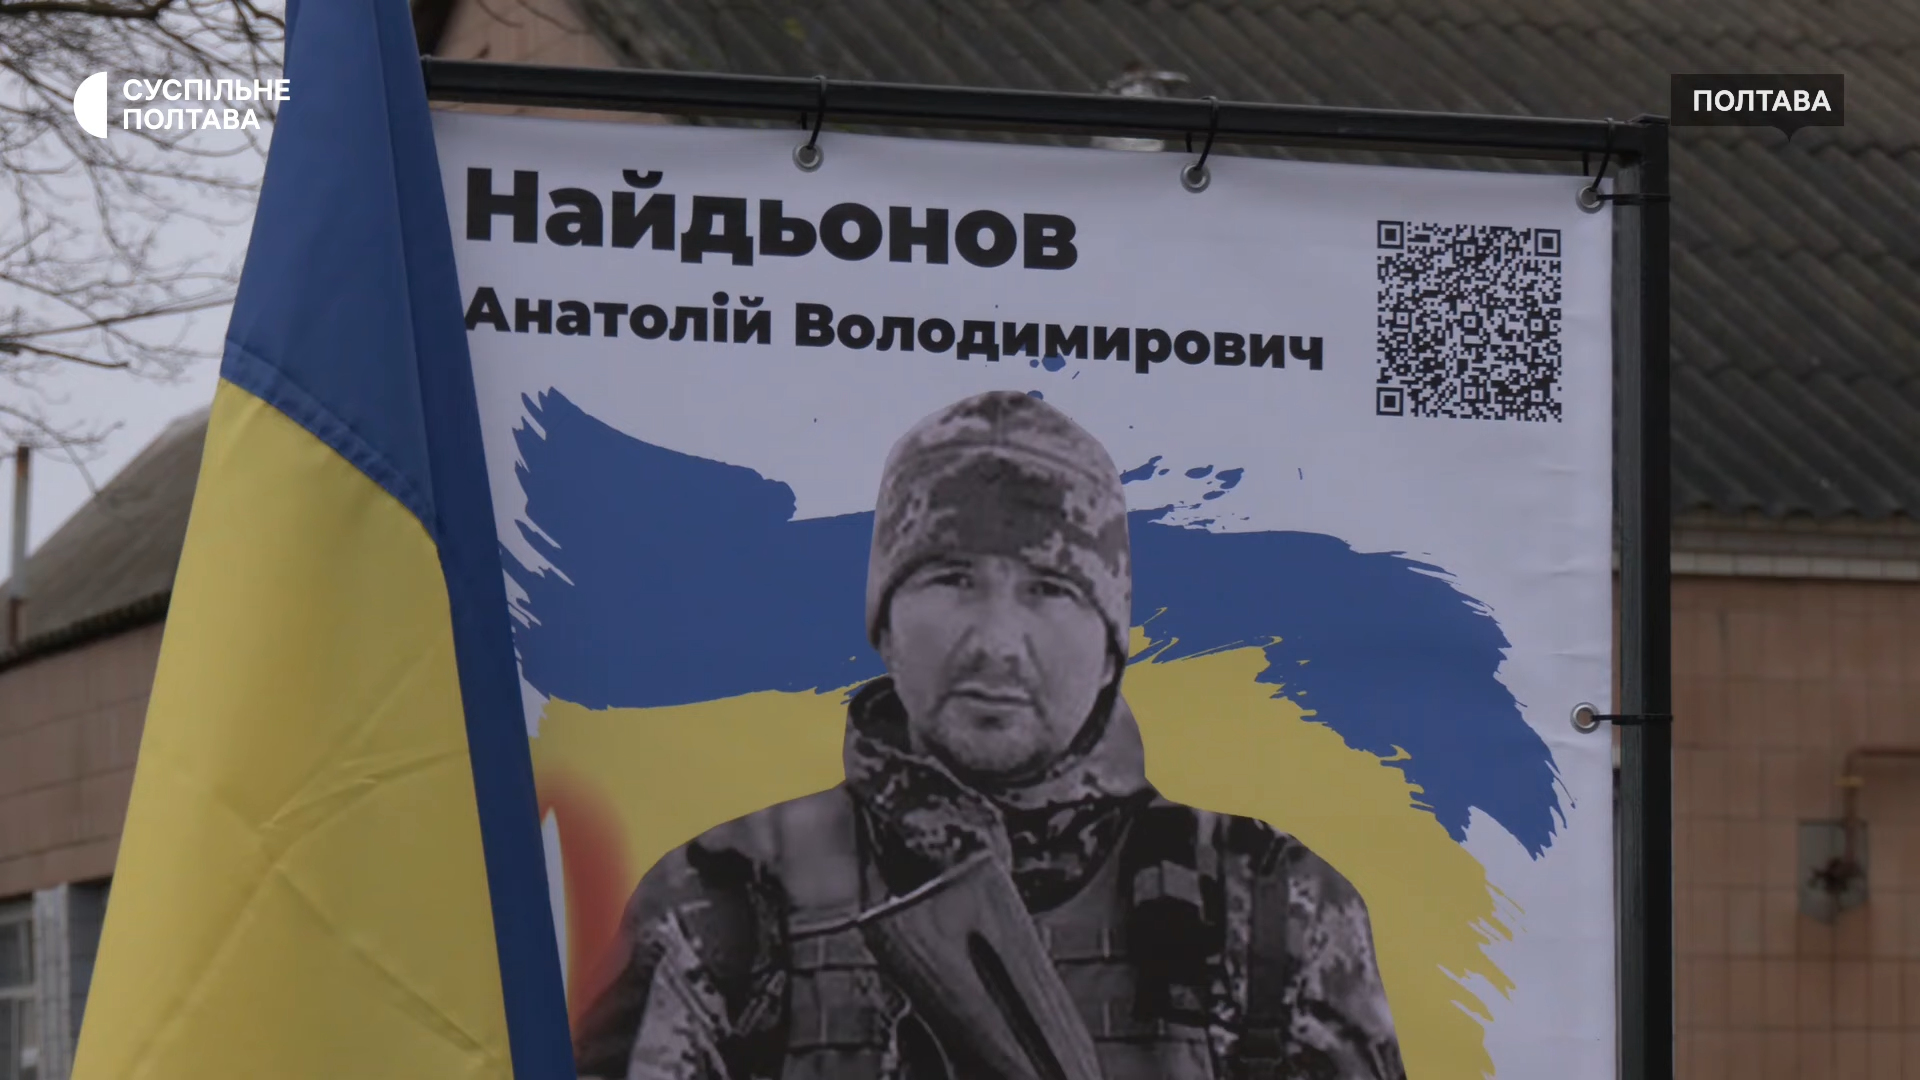 СУСПІЛЬНЕ
ПОЛТАВА
ПОЛТАВА
Найдьонов
Анатолій Володимирович